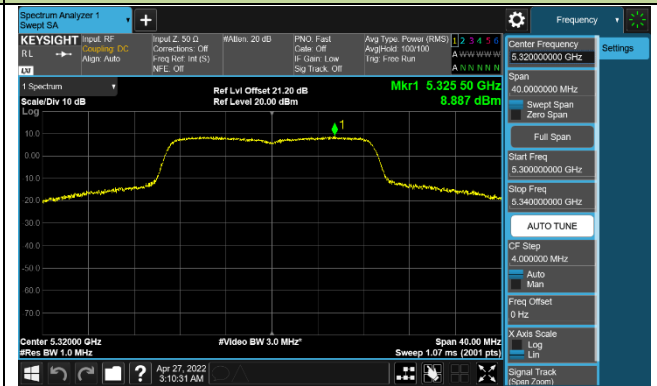 Spectrum Analyzer 1
Swept SA
Frequency
KEYSIGHT
RL
LXI
Input: RF
Coupling: DC
Align: Auto
Input Z: 50 Ω
Corrections: Off
Freq Ref: Int (S)
NFE: Off
#Atten: 20 dB
PNO: Fast
Gate: Off
IF Gain: Low
Sig Track: Off
Avg Type: Power (RMS)
Avg|Hold: 100/100
Trig: Free Run
1 2 3 4 5 6
A W W W W W
A N N N N N
1 Spectrum
Scale/Div 10 dB
Log
Ref Lvl Offset 21.20 dB
Ref Level 20.00 dBm
Mkr1 5.325 50 GHz
8.887 dBm
1
10.0
0.00
-10.0
-20.0
-30.0
-40.0
-50.0
-60.0
-70.0
Center 5.32000 GHz
#Res BW 1.0 MHz
#Video BW 3.0 MHz*
Span 40.00 MHz
Sweep 1.07 ms (2001 pts)
Apr 27, 2022
3:10:31 AM
Center Frequency
5.320000000 GHz
Settings
Span
40.0000000 MHz
Swept Span
Zero Span
Full Span
Start Freq
5.300000000 GHz
Stop Freq
5.340000000 GHz
AUTO TUNE
CF Step
4.000000 MHz
Auto
Man
Freq Offset
0 Hz
X Axis Scale
Log
Lin
Signal Track
(Span Zoom)